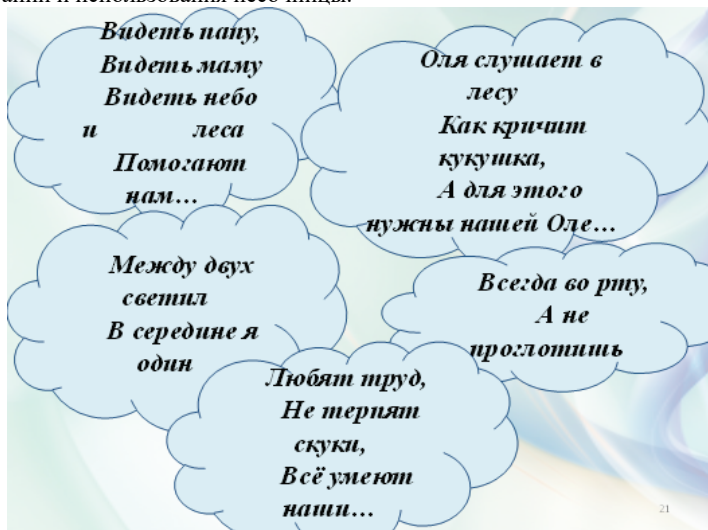 Видеть папу,
Видеть маму
Видеть небо
и леса
Помогают
нам…
Оля слушает в
лесу
Как кричит
кукушка,
А для этого
нужны нашей Оле…
Между двух
светил
В середине я
один
Всегда во рту,
А не
проглотишь
Любят труд,
Не терпят
скуки,
Всё умеют
наши…
21